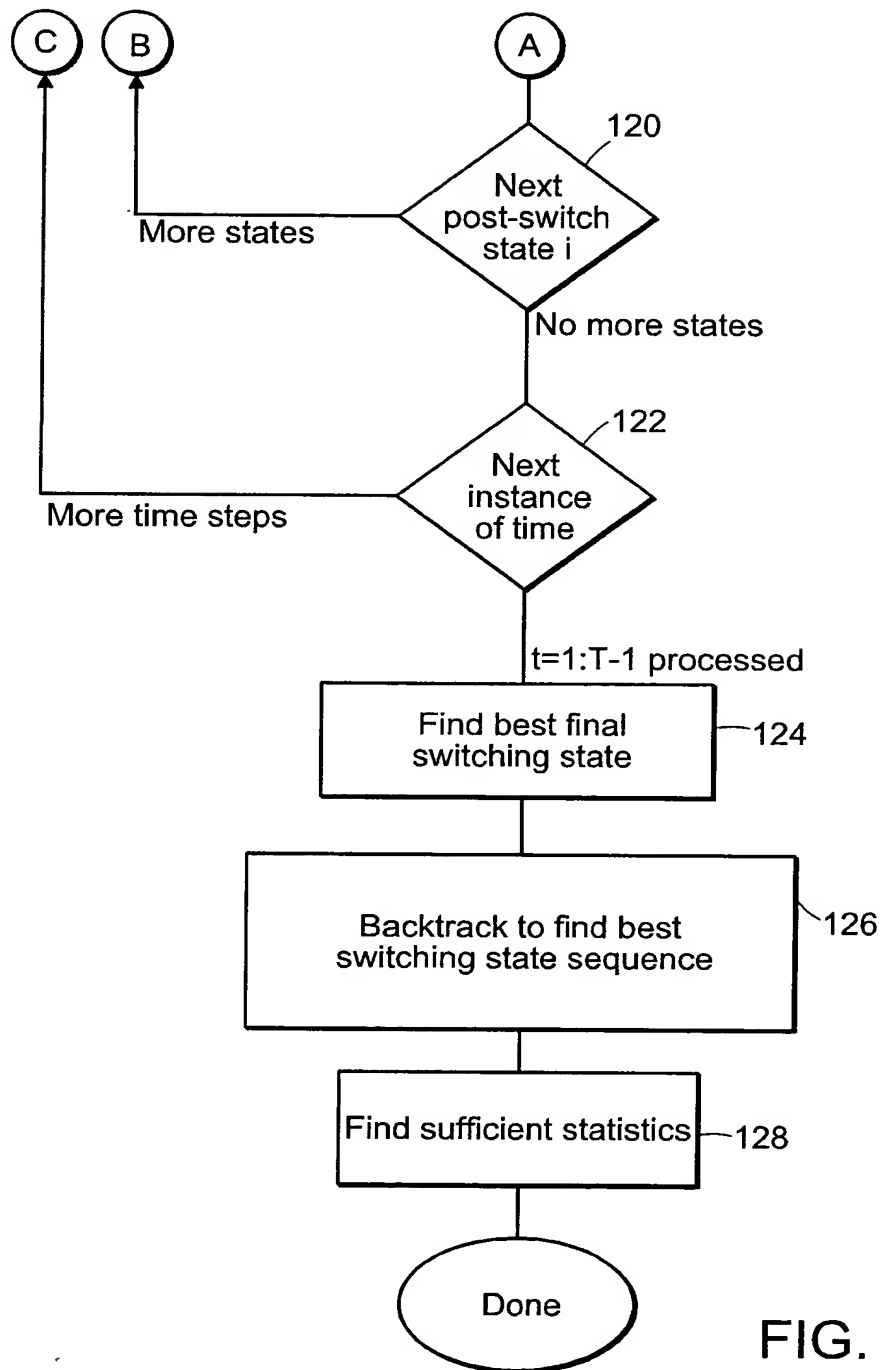 C
B
A
120
Next
post-switch
state i
More states
No more states
122
Next
instance
of time
More time steps
t=1:T-1 processed
Find best final
switching state
124
Backtrack to find best
switching state sequence
126
Find sufficient statistics
128
Done
FIG.